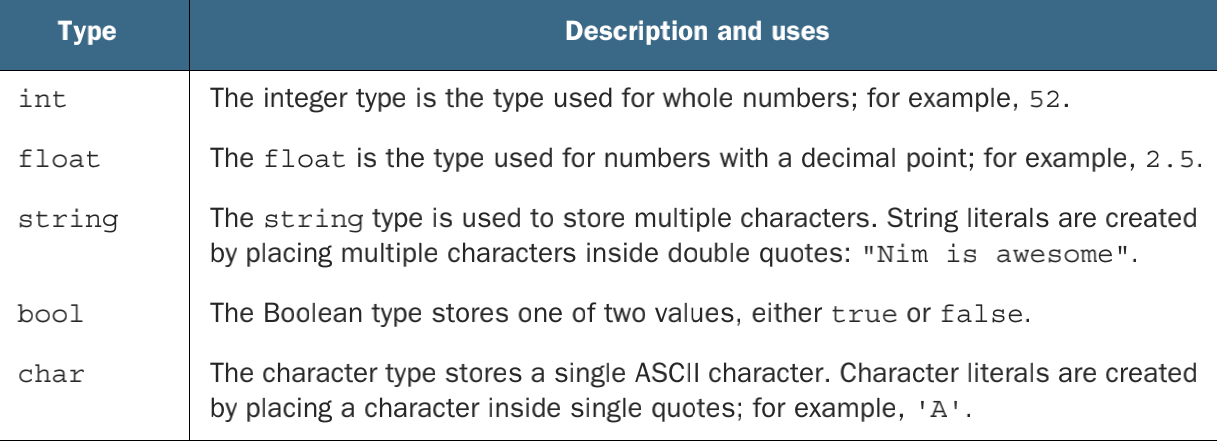 Type Description and uses
int The integer type is the type used for whole numbers; for example, 52.
float The float is the type used for numbers with a decimal point; for example, 2.5.
string The string type is used to store multiple characters. String literals are created
by placing multiple characters inside double quotes: "Nim is awesome".
bool The Boolean type stores one of two values, either true or false.
char The character type stores a single ASCII character. Character literals are created
by placing a character inside single quotes; for example, 'A'.